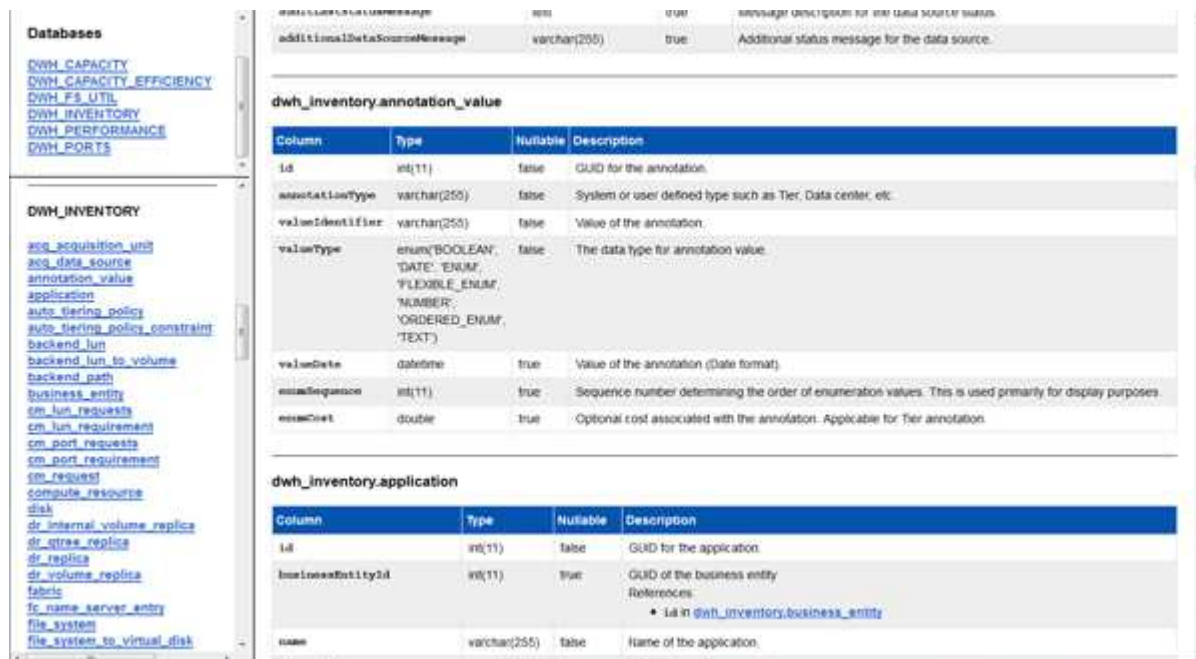 Databases
DWH_CAPACITY
DWH_CAPACITY_EFFICIENCY
DWH_FS_UTIL
DWH_INVENTORY
DWH_PERFORMANCE
DWH_PORTS
DWH_INVENTORY
acq_acquisition_unit
acq_data_source
annotation_value
application
auto_tiering_policy
auto_tiering_policy_constraint
backend_lun
backend_lun_to_volume
backend_path
business_entity
cm_lun_requests
cm_lun_requirement
cm_port_requests
cm_port_requirement
cm_request
compute_resource
disk
dr_internal_volume_replica
dr_qtree_replica
dr_replica
dr_volume_replica
fabric
fc_name_server_entry
file_system
file_system_to_virtual_disk
text true Message description for the data source status.
additionalDataSourceMessage varchar(255) true Additional status message for the data source.
dwh_inventory.annotation_value
Column Type Nullable Description
id int(11) false GUID for the annotation.
annotationType varchar(255) false System or user defined type such as Tier, Data center, etc.
valueIdentifier varchar(255) false Value of the annotation.
valueType enum('BOOLEAN', false The data type for annotation value.
'DATE', 'ENUM',
'FLEXIBLE_ENUM',
'NUMBER',
'ORDERED_ENUM',
'TEXT')
valueDate datetime true Value of the annotation (Date format).
enumSequence int(11) true Sequence number determining the order of enumeration values. This is used primarily for display purposes.
enumCost double true Optional cost associated with the annotation. Applicable for Tier annotation.
dwh_inventory.application
Column Type Nullable Description
id int(11) false GUID for the application.
businessEntityId int(11) true GUID of the business entity
References:
• id in dwh_inventory.business_entity
name varchar(255) false Name of the application.